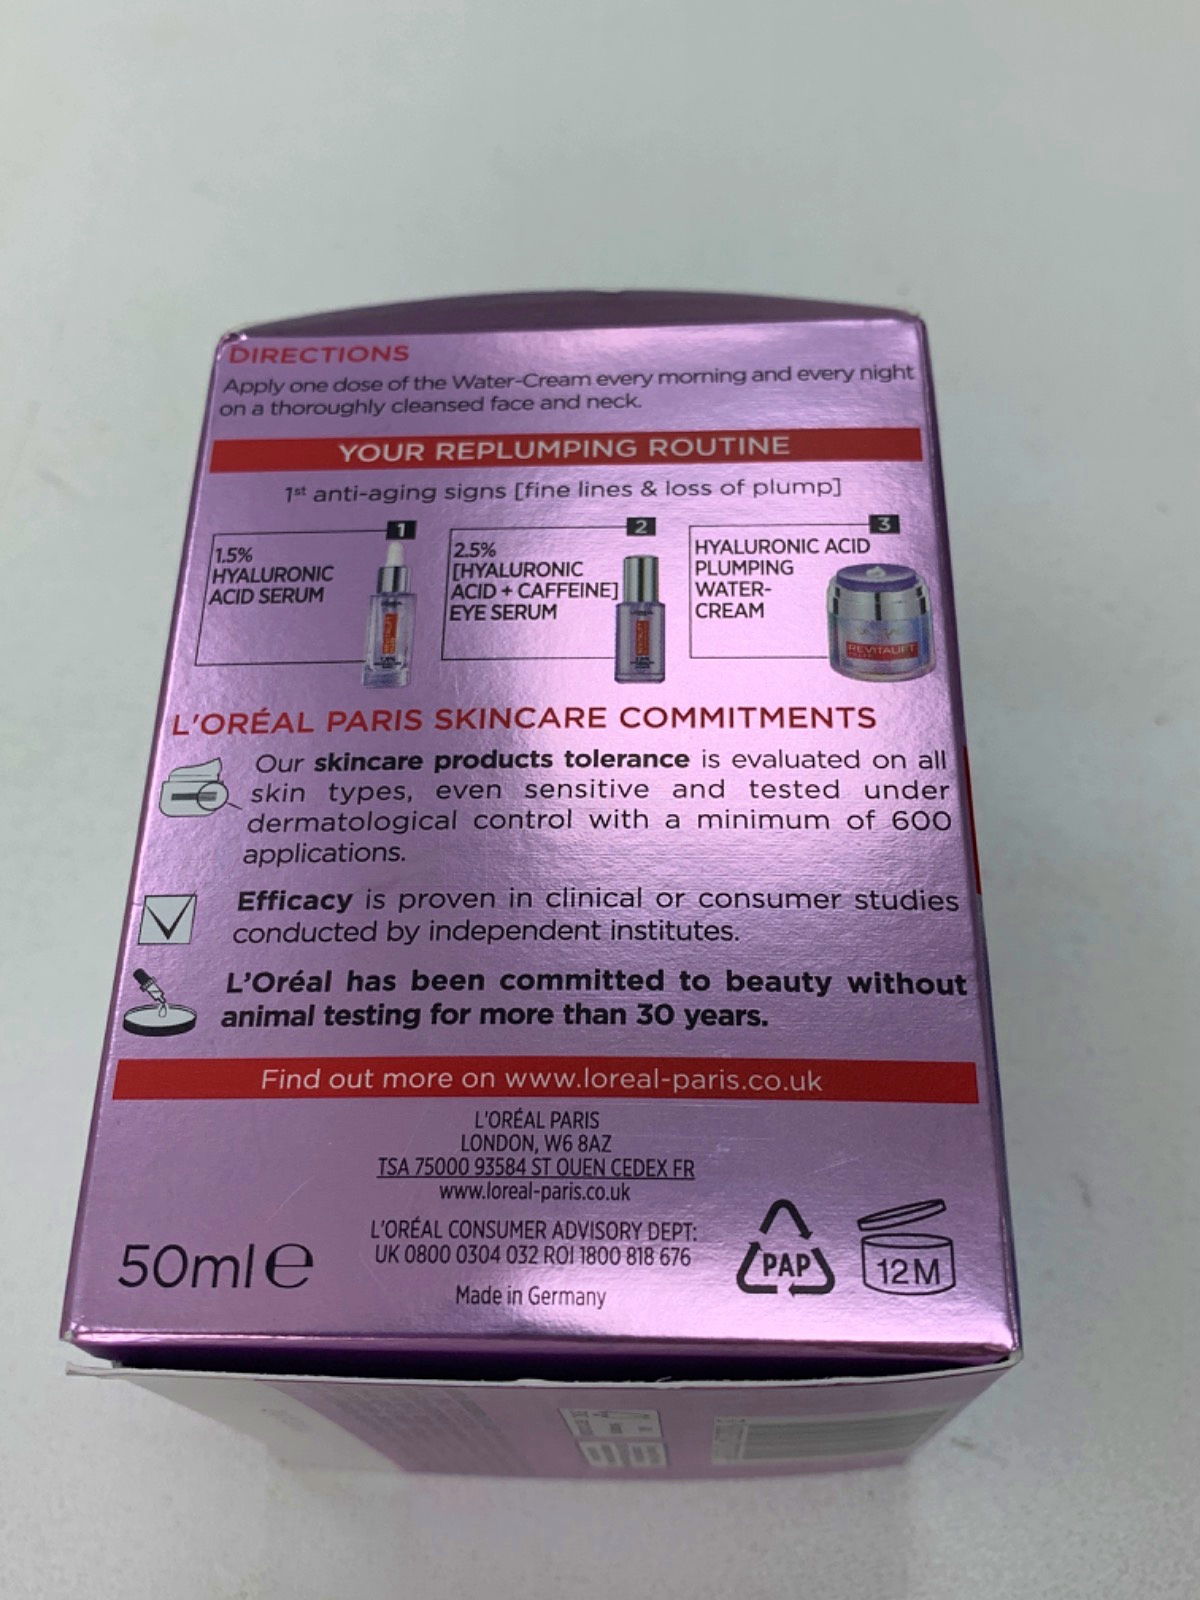 DIRECTIONS
Apply one dose of the Water-Cream every morning and every night
on a thoroughly cleansed face and neck.
YOUR REPLUMPING ROUTINE
1st anti-aging signs [fine lines & loss of plump]
1
1.5%
HYALURONIC
ACID SERUM
2
2.5%
[HYALURONIC
ACID + CAFFEINE]
EYE SERUM
3
HYALURONIC ACID
PLUMPING
WATER-
CREAM
REVITALIFT
L'ORÉAL PARIS SKINCARE COMMITMENTS
Our skincare products tolerance is evaluated on all
skin types, even sensitive and tested under
dermatological control with a minimum of 600
applications.
Efficacy is proven in clinical or consumer studies
conducted by independent institutes.
L'Oréal has been committed to beauty without
animal testing for more than 30 years.
Find out more on www.loreal-paris.co.uk
L'ORÉAL PARIS
LONDON, W6 8AZ
TSA 75000 93584 ST OUEN CEDEX FR
www.loreal-paris.co.uk
L'ORÉAL CONSUMER ADVISORY DEPT:
UK 0800 0304 032 ROI 1800 818 676
Made in Germany
50ml e
PAP
12M